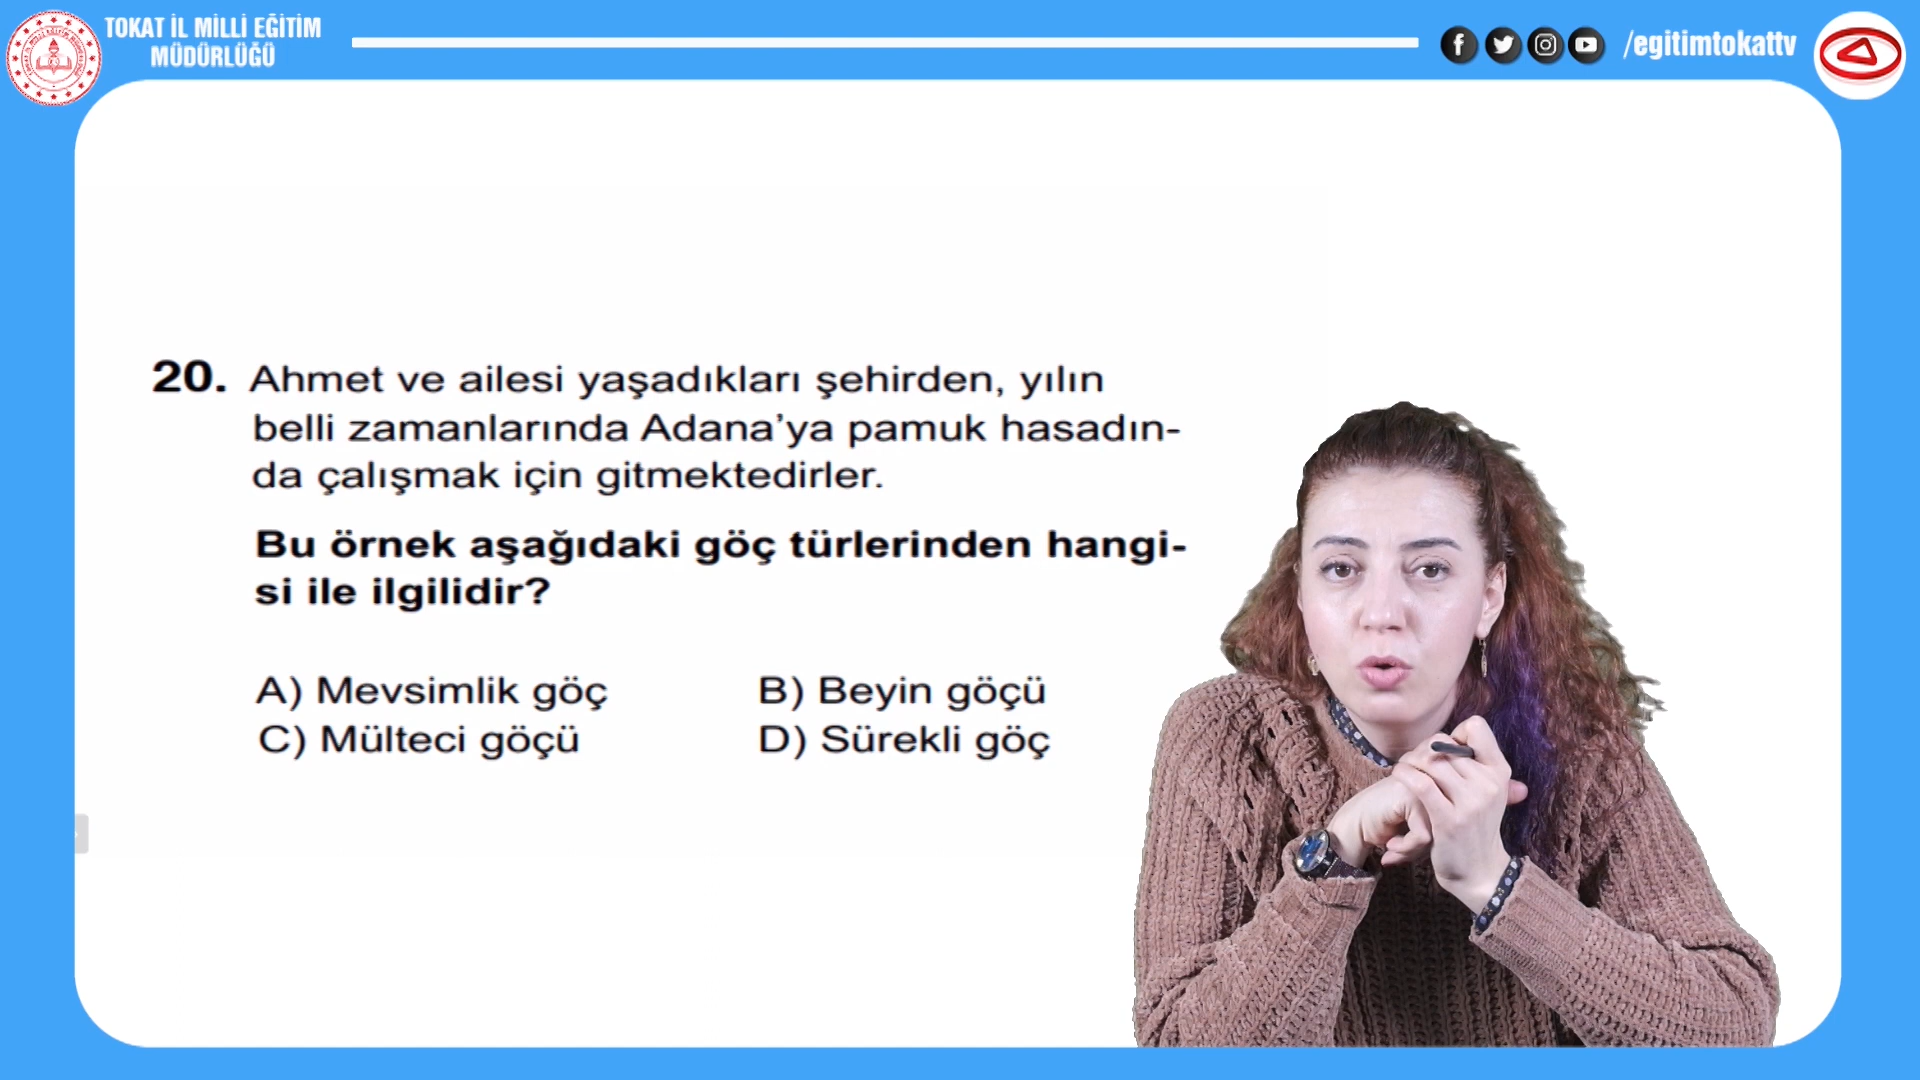 TOKAT İL MİLLİ EĞİTİM
MÜDÜRLÜĞÜ
/egitimtokattv
20. Ahmet ve ailesi yaşadıkları şehirden, yılın
belli zamanlarında Adana’ya pamuk hasadın-
da çalışmak için gitmektedirler.
Bu örnek aşağıdaki göç türlerinden hangi-
si ile ilgilidir?
A) Mevsimlik göç B) Beyin göçü
C) Mülteci göçü D) Sürekli göç